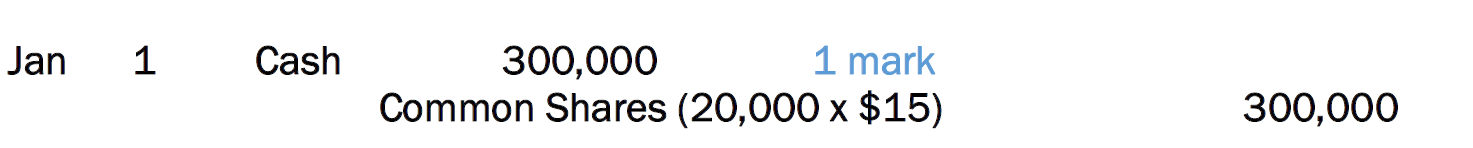 Jan 1 Cash 300,000 1 mark
Common Shares (20,000 x $15) 300,000